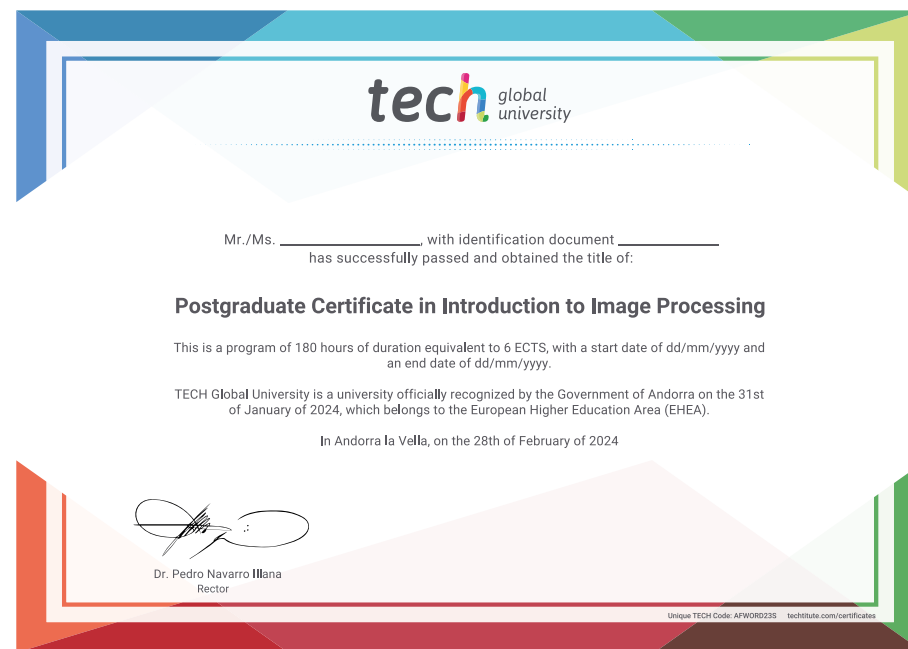 tech global
university
Mr./Ms. ____________, with identification document ____________
has successfully passed and obtained the title of:
Postgraduate Certificate in Introduction to Image Processing
This is a program of 180 hours of duration equivalent to 6 ECTS, with a start date of dd/mm/yyyy and
an end date of dd/mm/yyyy.
TECH Global University is a university officially recognized by the Government of Andorra on the 31st
of January of 2024, which belongs to the European Higher Education Area (EHEA).
In Andorra la Vella, on the 28th of February of 2024
Dr. Pedro Navarro Illana
Rector
Unique TECH Code: AFWORD23S techtitute.com/certificates